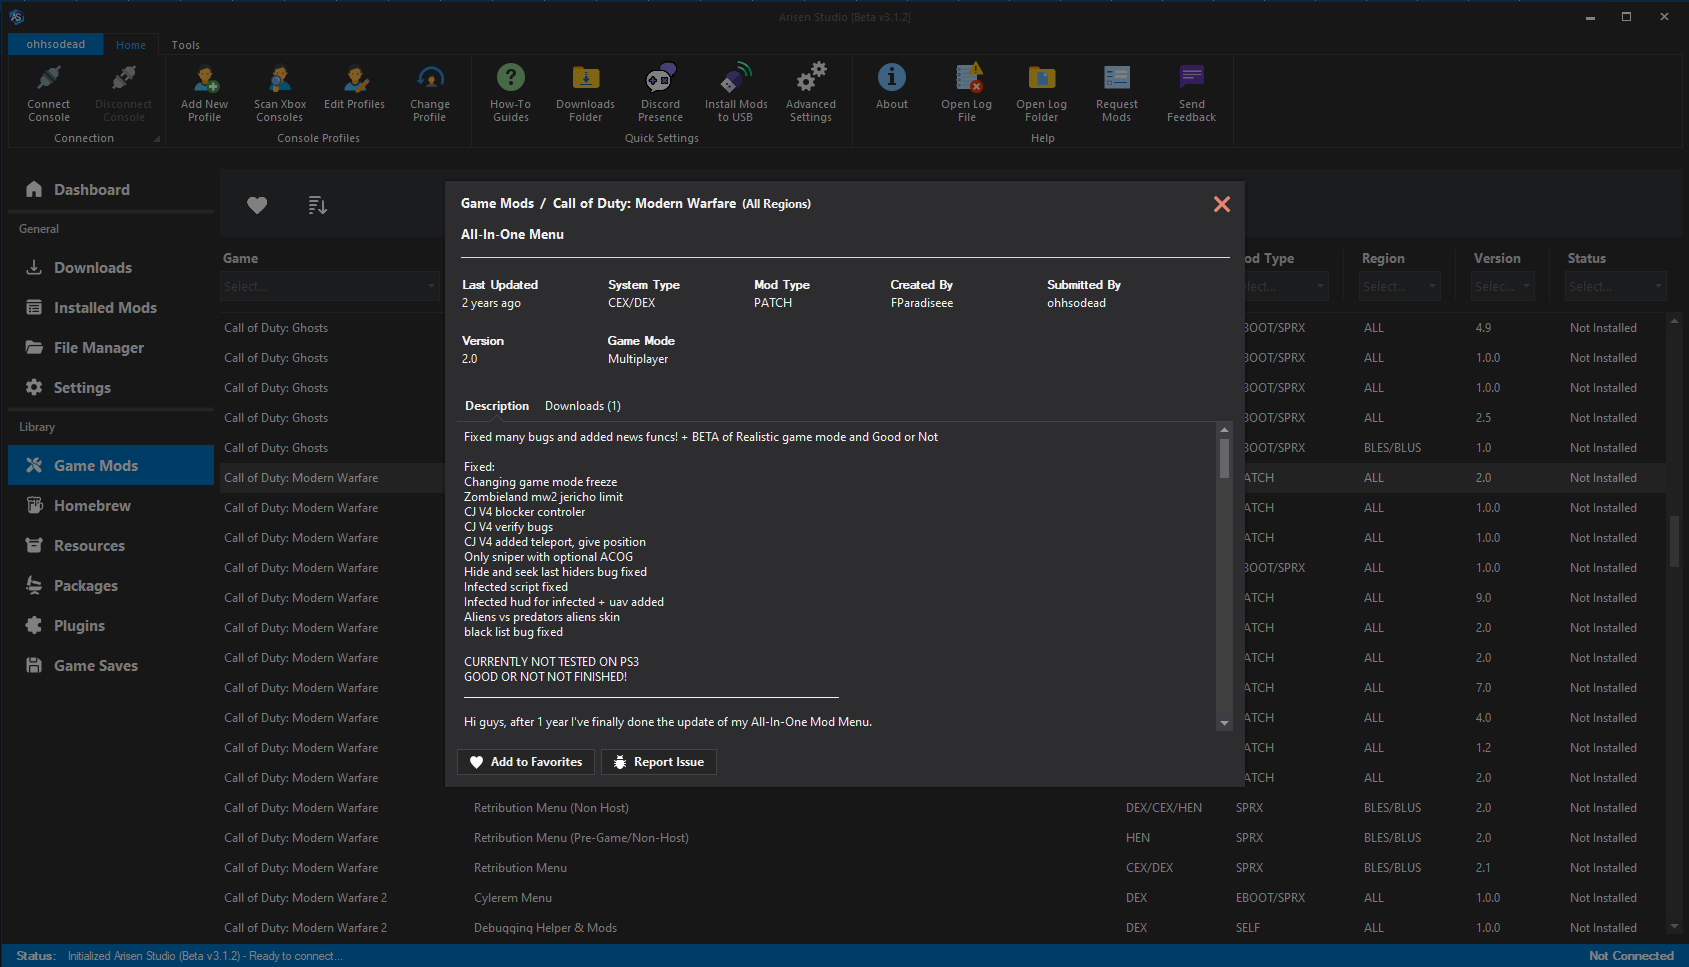 Arisen Studio [Beta v3.1.2]
ohhsodead
Home
Tools
Connect Console
Disconnect Console
Connection
Add New Profile
Scan Xbox Consoles
Edit Profiles
Change Profile
Console Profiles
How-To Guides
Downloads Folder
Discord Presence
Install Mods to USB
Advanced Settings
Quick Settings
About
Open Log File
Open Log Folder
Request Mods
Send Feedback
Help
Dashboard
General
Downloads
Installed Mods
File Manager
Settings
Library
Game Mods
Homebrew
Resources
Packages
Plugins
Game Saves
Game Mods / Call of Duty: Modern Warfare (All Regions)
All-In-One Menu
Last Updated System Type Mod Type Created By Submitted By
2 years ago CEX/DEX PATCH FParadiseee ohhsodead
Version Game Mode
2.0 Multiplayer
Description Downloads (1)
Fixed many bugs and added news funcs! + BETA of Realistic game mode and Good or Not
Fixed:
Changing game mode freeze
Zombieland mw2 jericho limit
CJ V4 blocker controler
CJ V4 verify bugs
CJ V4 added teleport, give position
Only sniper with optional ACOG
Hide and seek last hiders bug fixed
Infected script fixed
Infected hud for infected + uav added
Aliens vs predators aliens skin
black list bug fixed
CURRENTLY NOT TESTED ON PS3
GOOD OR NOT NOT FINISHED!
Hi guys, after 1 year I've finally done the update of my All-In-One Mod Menu.
Add to Favorites
Report Issue
Game od Type Region Version Status
Select... lect... Select... Selec... Select...
Call of Duty: Ghosts BOOT/SPRX ALL 4.9 Not Installed
Call of Duty: Ghosts BOOT/SPRX ALL 1.0.0 Not Installed
Call of Duty: Ghosts BOOT/SPRX ALL 1.0.0 Not Installed
Call of Duty: Ghosts BOOT/SPRX ALL 2.5 Not Installed
Call of Duty: Ghosts BOOT/SPRX BLES/BLUS 1.0 Not Installed
Call of Duty: Modern Warfare ATCH ALL 2.0 Not Installed
Call of Duty: Modern Warfare ATCH ALL 1.0.0 Not Installed
Call of Duty: Modern Warfare ATCH ALL 1.0.0 Not Installed
Call of Duty: Modern Warfare BOOT/SPRX ALL 1.0.0 Not Installed
Call of Duty: Modern Warfare ATCH ALL 9.0 Not Installed
Call of Duty: Modern Warfare ATCH ALL 2.0 Not Installed
Call of Duty: Modern Warfare ATCH ALL 2.0 Not Installed
Call of Duty: Modern Warfare ATCH ALL 7.0 Not Installed
Call of Duty: Modern Warfare ATCH ALL 4.0 Not Installed
Call of Duty: Modern Warfare ATCH ALL 1.2 Not Installed
Call of Duty: Modern Warfare ATCH ALL 2.0 Not Installed
Call of Duty: Modern Warfare Retribution Menu (Non Host) DEX/CEX/HEN SPRX BLES/BLUS 2.0 Not Installed
Call of Duty: Modern Warfare Retribution Menu (Pre-Game/Non-Host) HEN SPRX BLES/BLUS 2.0 Not Installed
Call of Duty: Modern Warfare Retribution Menu CEX/DEX SPRX BLES/BLUS 2.1 Not Installed
Call of Duty: Modern Warfare 2 Cylerem Menu DEX EBOOT/SPRX ALL 1.0.0 Not Installed
Call of Duty: Modern Warfare 2 Debugging Helper & Mods DEX SELF ALL 1.0.0 Not Installed
Status: Initialized Arisen Studio (Beta v3.1.2) - Ready to connect... Not Connected